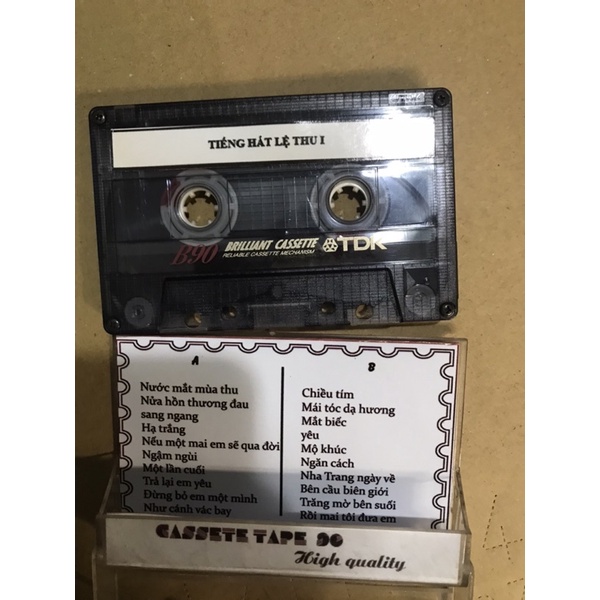 TIẾNG HÁT LỆ THU I
B90 BRILLIANT CASSETTE TDK
RELIABLE CASSETTE MECHANISM
A
Nước mắt mùa thu
Nửa hồn thương đau
sang ngang
Hạ trắng
Nếu một mai em sẽ qua đời
Ngậm ngùi
Một lần cuối
Trả lại em yêu
Đừng bỏ em một mình
Như cánh vác bay
B
Chiều tím
Mái tóc dạ hương
Mắt biếc
yêu
Mộ khúc
Ngăn cách
Nha Trang ngày về
Bên cầu biên giới
Trăng mờ bên suối
Rồi mai tôi đưa em
CASSETE TAPE 90
High quality